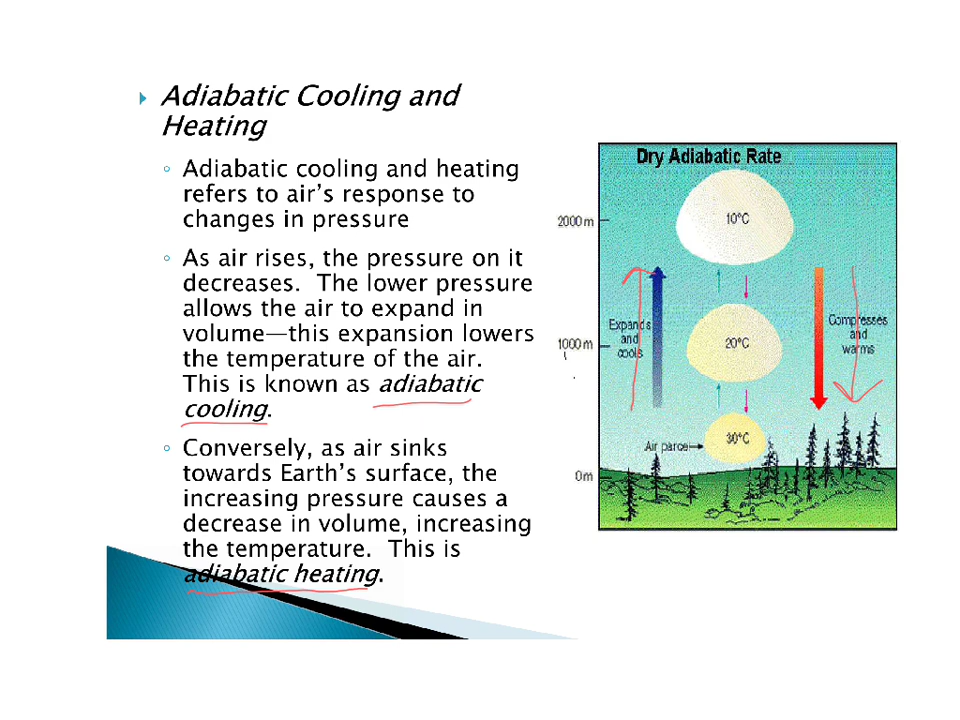 Adiabatic Cooling and
Heating
Adiabatic cooling and heating
refers to air's response to
changes in pressure
As air rises, the pressure on it
decreases.  The lower pressure
allows the air to expand in
volume—this expansion lowers
the temperature of the air.
This is known as adiabatic
cooling.
Conversely, as air sinks
towards Earth's surface, the
increasing pressure causes a
decrease in volume, increasing
the temperature.  This is
adiabatic heating.
Dry Adiabatic Rate
2000m
10°C
Expands
and
cools
1000m
20°C
Compresses
and
warms
Air parcel
30°C
0m